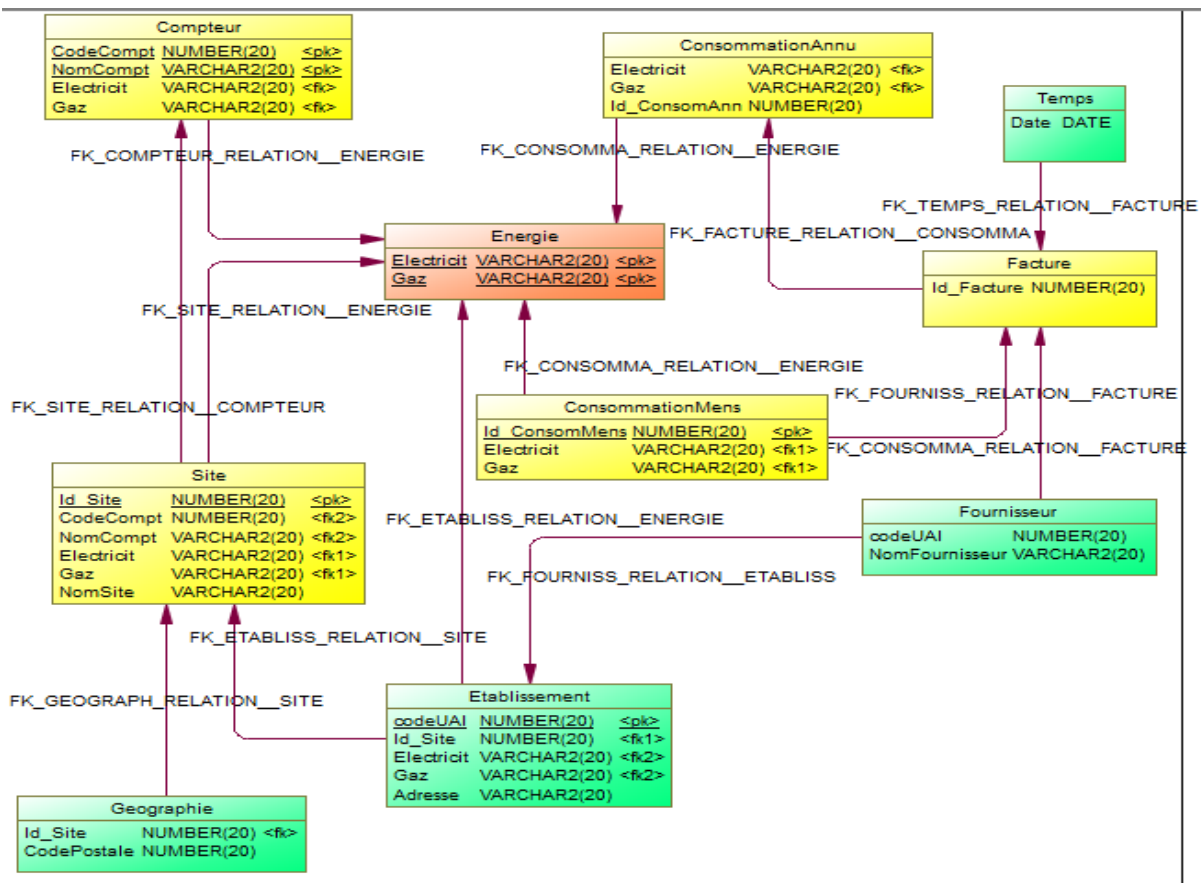 Compteur
CodeCompt NUMBER(20) <pk>
NomCompt VARCHAR2(20) <pk>
Electricit VARCHAR2(20) <fk>
Gaz VARCHAR2(20) <fk>
ConsommationAnnu
Electricit VARCHAR2(20) <fk>
Gaz VARCHAR2(20) <fk>
Id_ConsomAnn NUMBER(20)
Temps
Date DATE
FK_COMPTEUR_RELATION__ENERGIE
FK_CONSOMMA_RELATION__ENERGIE
FK_TEMPS_RELATION__FACTURE
FK_FACTURE_RELATION__CONSOMMA
Energie
Electricit VARCHAR2(20) <pk>
Gaz VARCHAR2(20) <pk>
Facture
Id_Facture NUMBER(20)
FK_SITE_RELATION__ENERGIE
FK_CONSOMMA_RELATION__ENERGIE
FK_FOURNISS_RELATION__FACTURE
FK_SITE_RELATION__COMPTEUR
ConsommationMens
Id_ConsomMens NUMBER(20) <pk>
Electricit VARCHAR2(20) <fk1>
Gaz VARCHAR2(20) <fk1>
FK_CONSOMMA_RELATION__FACTURE
Site
Id_Site NUMBER(20) <pk>
CodeCompt NUMBER(20) <fk2>
NomCompt VARCHAR2(20) <fk2>
Electricit VARCHAR2(20) <fk1>
Gaz VARCHAR2(20) <fk1>
NomSite VARCHAR2(20)
FK_ETABLISS_RELATION__ENERGIE
Fournisseur
codeUAI NUMBER(20)
NomFournisseur VARCHAR2(20)
FK_FOURNISS_RELATION__ETABLISS
FK_ETABLISS_RELATION__SITE
FK_GEOGRAPH_RELATION__SITE
Etablissement
codeUAI NUMBER(20) <pk>
Id_Site NUMBER(20) <fk1>
Electricit VARCHAR2(20) <fk2>
Gaz VARCHAR2(20) <fk2>
Adresse VARCHAR2(20)
Geographie
Id_Site NUMBER(20) <fk>
CodePostale NUMBER(20)